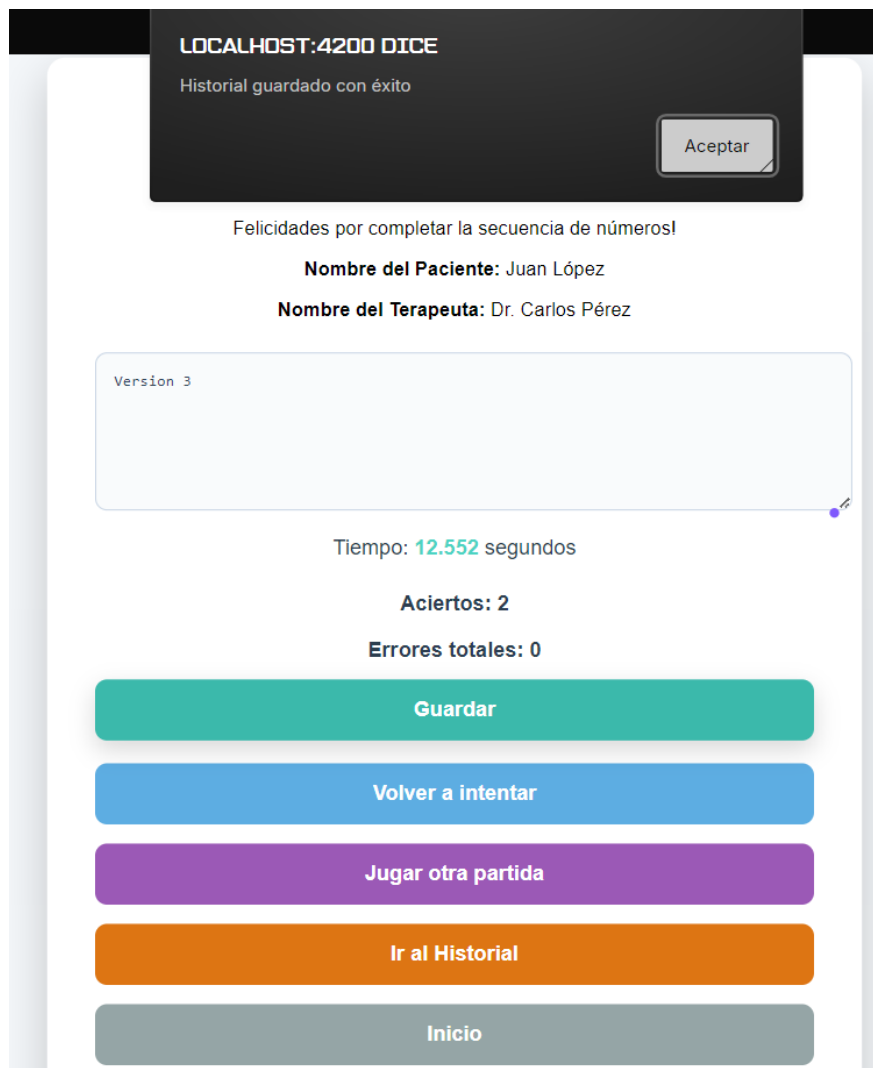 LOCALHOST:4200 DICE
Historial guardado con éxito
Aceptar
Felicidades por completar la secuencia de números!
Nombre del Paciente: Juan López
Nombre del Terapeuta: Dr. Carlos Pérez
Version 3
Tiempo: 12.552 segundos
Aciertos: 2
Errores totales: 0
Guardar
Volver a intentar
Jugar otra partida
Ir al Historial
Inicio